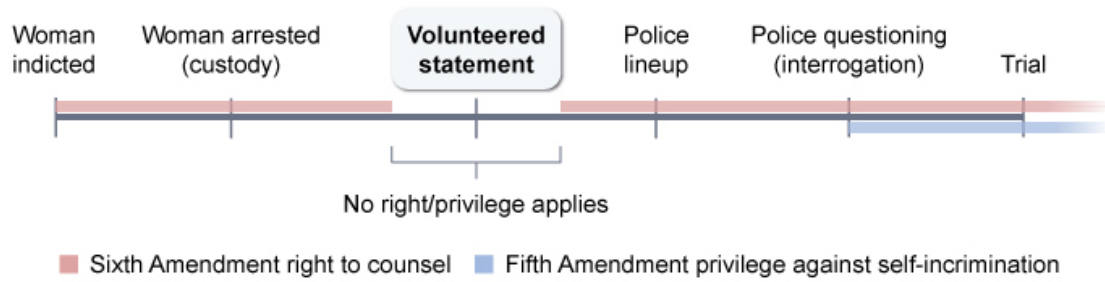 Woman
indicted
Woman arrested
(custody)
Volunteered
statement
Police
lineup
Police questioning
(interrogation)
Trial
No right/privilege applies
Sixth Amendment right to counsel
Fifth Amendment privilege against self-incrimination